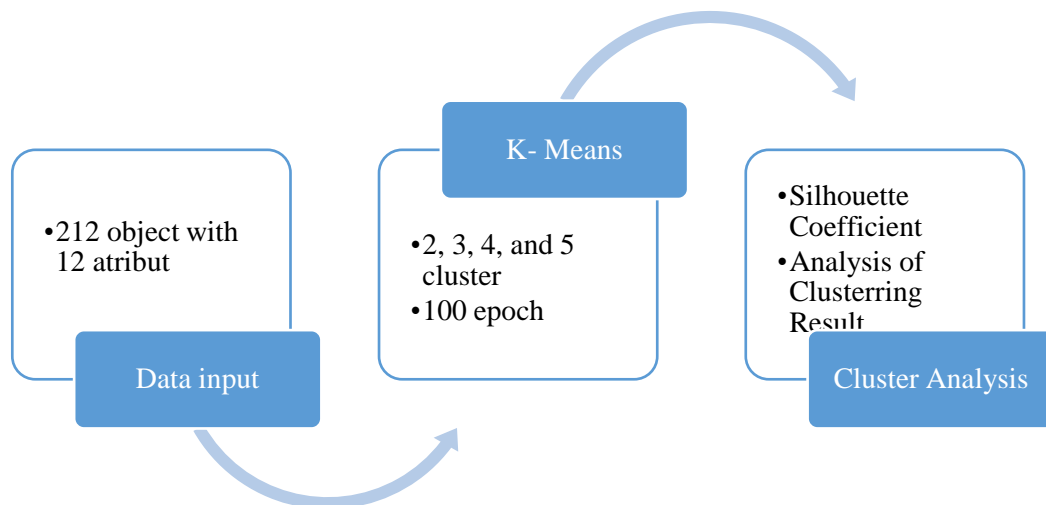 •212 object with
12 atribut
Data input
K- Means
•2, 3, 4, and 5
cluster
•100 epoch
•Silhouette
Coefficient
•Analysis of
Clusterring
Result
Cluster Analysis